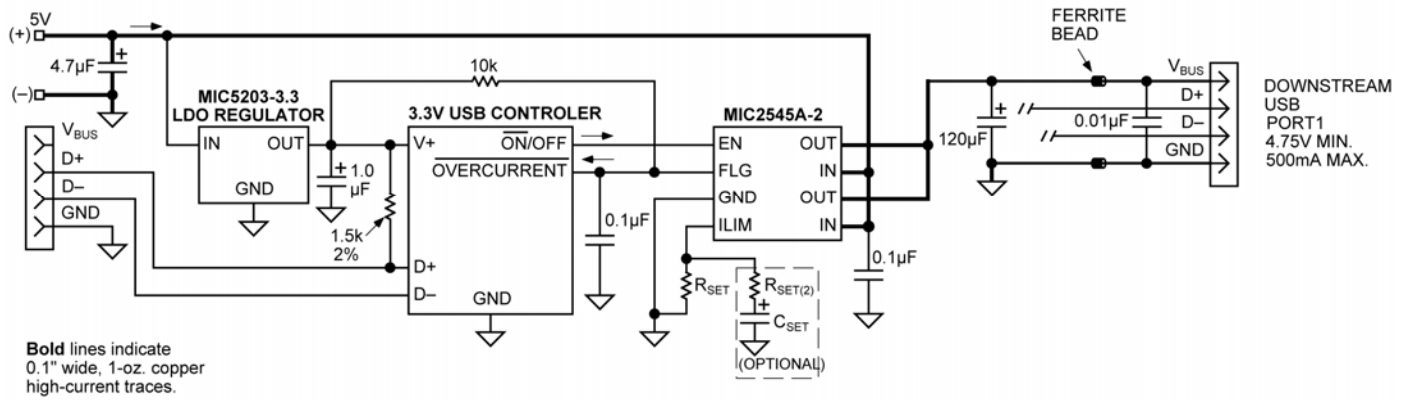 5V
(+)
4.7µF
(–)
MIC5203-3.3
LDO REGULATOR
IN
OUT
GND
VBUS
D+
D–
GND
1.0
µF
10k
1.5k
2%
3.3V USB CONTROLER
V+
ON/OFF
OVERCURRENT
D+
D–
GND
0.1µF
MIC2545A-2
EN
FLG
GND
ILIM
OUT
IN
OUT
IN
RSET
RSET(2)
CSET
(OPTIONAL)
0.1µF
FERRITE
BEAD
120µF
0.01µF
VBUS
D+
D–
GND
DOWNSTREAM
USB
PORT1
4.75V MIN.
500mA MAX.
Bold lines indicate
0.1" wide, 1-oz. copper
high-current traces.